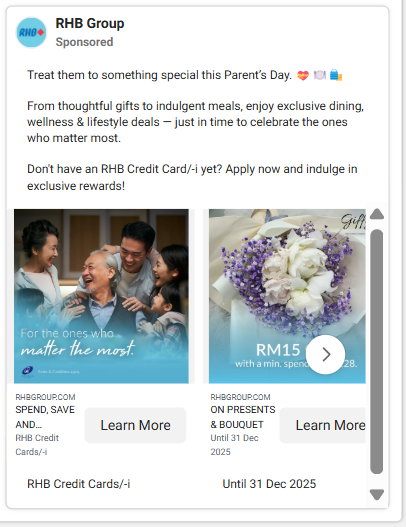 RHB
RHB Group
Sponsored
Treat them to something special this Parent's Day. 💝 🍽️ 🛍️
From thoughtful gifts to indulgent meals, enjoy exclusive dining,
wellness & lifestyle deals — just in time to celebrate the ones
who matter most.
Don't have an RHB Credit Card/-i yet? Apply now and indulge in
exclusive rewards!
For the ones who
matter the most.
RM15
with a min. spend
28.
RHBGROUP.COM
SPEND, SAVE
AND...
RHB Credit
Cards/-i
Learn More
RHBGROUP.COM
ON PRESENTS
& BOUQUET
Until 31 Dec
2025
Learn More
RHB Credit Cards/-i
Until 31 Dec 2025